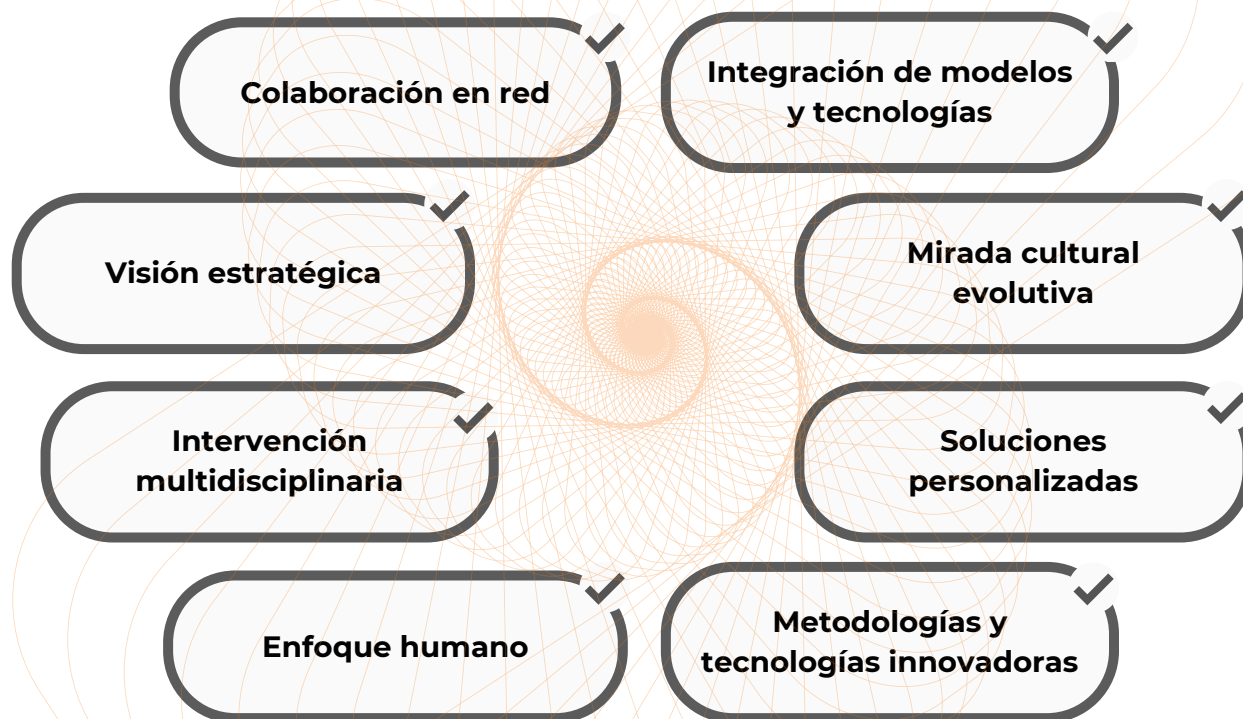 Colaboración en red
Integración de modelos
y tecnologías
Visión estratégica
Mirada cultural
evolutiva
Intervención
multidisciplinaria
Soluciones
personalizadas
Enfoque humano
Metodologías y
tecnologías innovadoras